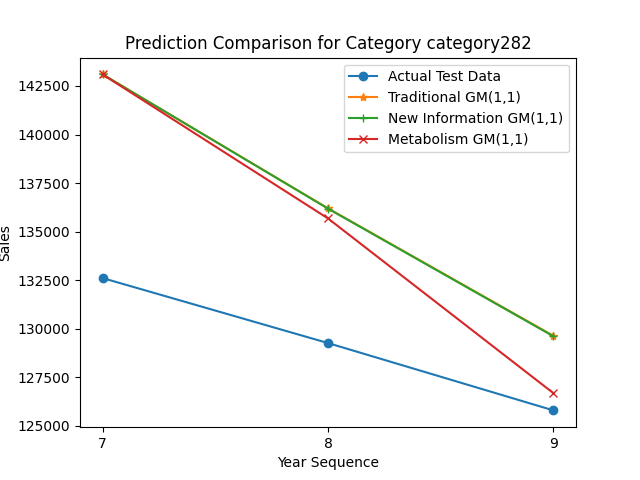 Prediction Comparison for Category category282
Actual Test Data
Traditional GM(1,1)
New Information GM(1,1)
Metabolism GM(1,1)
142500
140000
137500
135000
132500
130000
127500
125000
Sales
7
8
9
Year Sequence